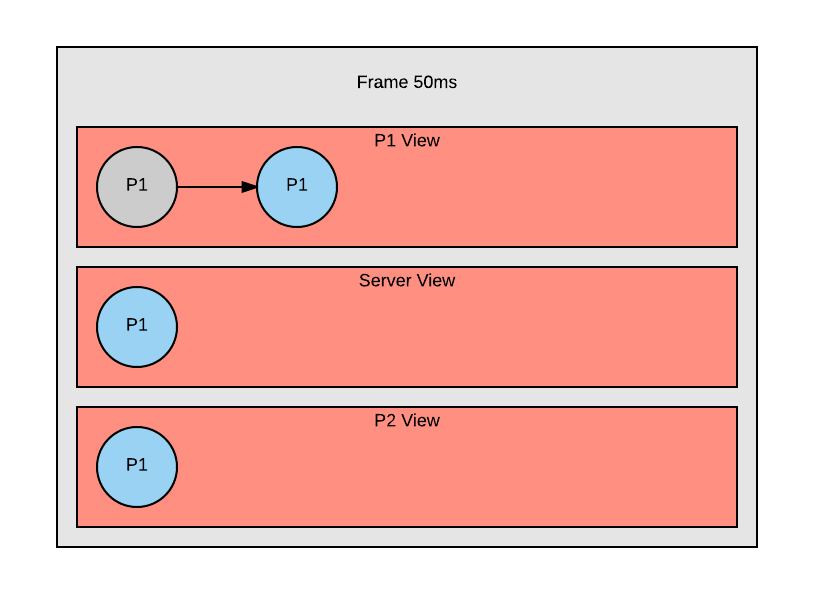 Frame 50ms
P1 View
P1
P1
Server View
P1
P2 View
P1